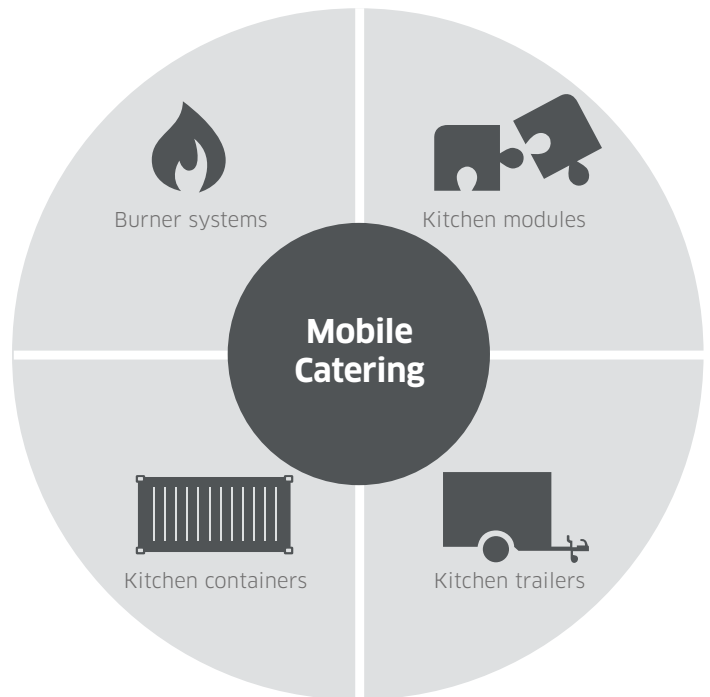 Burner systems
Kitchen modules
Mobile
Catering
Kitchen containers
Kitchen trailers